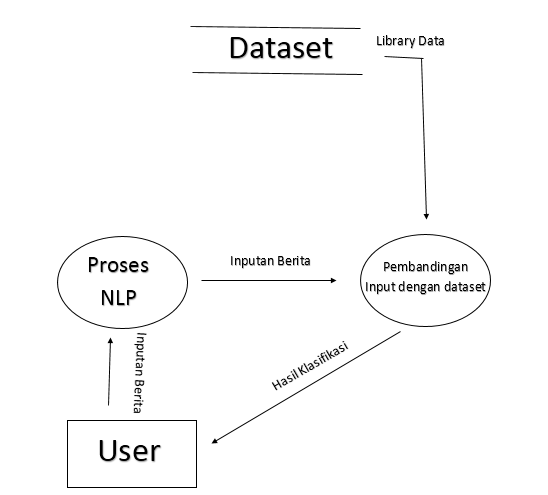 Dataset
Library Data
Proses
NLP
Inputan Berita
Pembandingan
Input dengan dataset
Inputan Berita
Hasil Klasifikasi
User